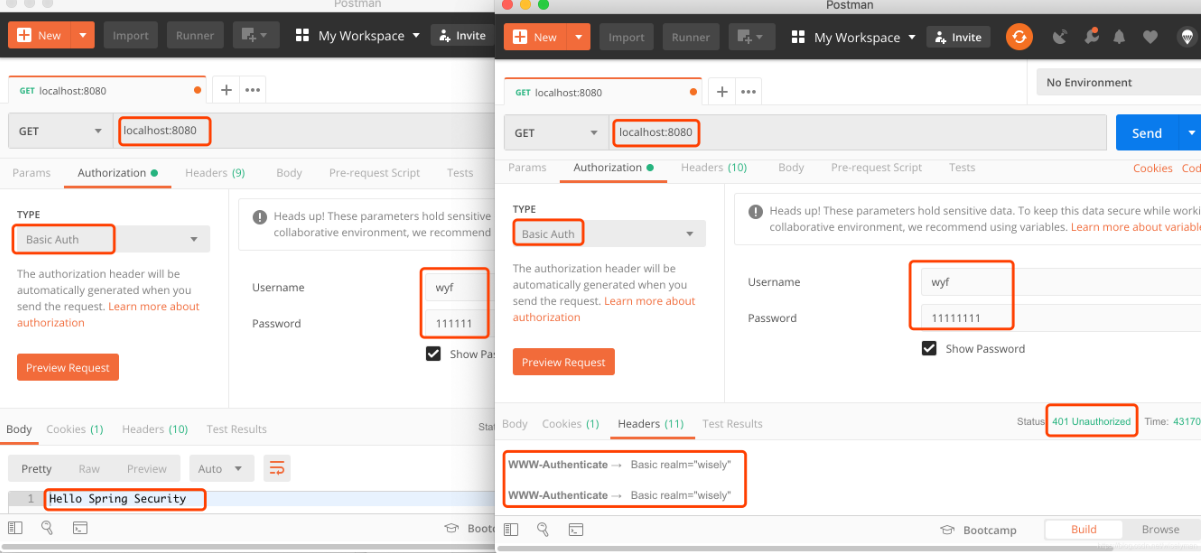 Postman
New Import Runner My Workspace Invite
GET localhost:8080
GET localhost:8080
Params Authorization Headers (9) Body Pre-request Script Tests
TYPE
Basic Auth
The authorization header will be
automatically generated when you
send the request. Learn more about
authorization
Preview Request
Heads up! These parameters hold sensitive
collaborative environment, we recommend
Username wyf
Password 111111
Show Pas
Body Cookies (1) Headers (10) Test Results Stat
Pretty Raw Preview Auto
1 Hello Spring Security
Postman
New Import Runner My Workspace Invite
GET localhost:8080
No Environment
GET localhost:8080 Send
Params Authorization Headers (10) Body Pre-request Script Tests Cookies Cod
TYPE
Basic Auth
The authorization header will be
automatically generated when you
send the request. Learn more about
authorization
Preview Request
Heads up! These parameters hold sensitive data. To keep this data secure while worki
collaborative environment, we recommend using variables. Learn more about variable
Username wyf
Password 11111111
Show Password
Body Cookies (1) Headers (11) Test Results Status: 401 Unauthorized Time: 43170
WWW-Authenticate → Basic realm="wisely"
WWW-Authenticate → Basic realm="wisely"
Bootcamp Build Browse